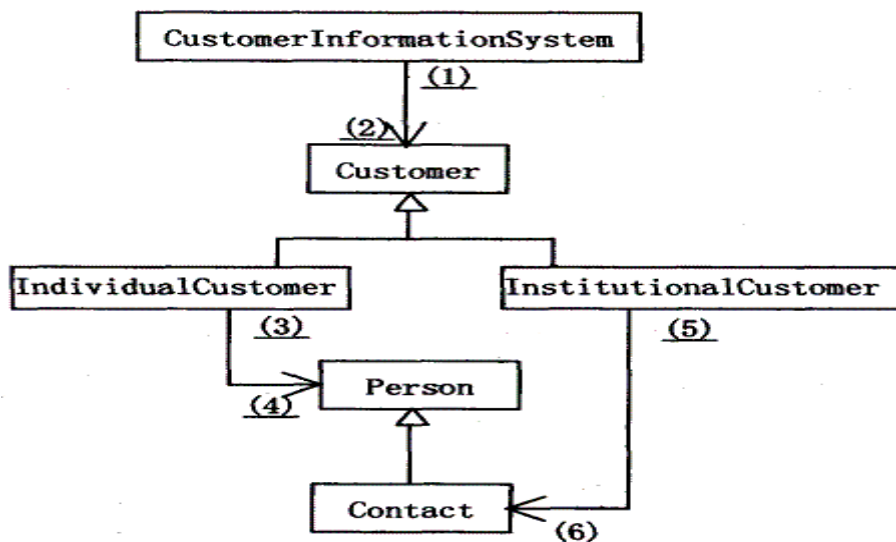 CustomerInformationSystem
(1)
(2)
Customer
IndividualCustomer
InstitutionalCustomer
(3)
(5)
Person
(4)
Contact
(6)